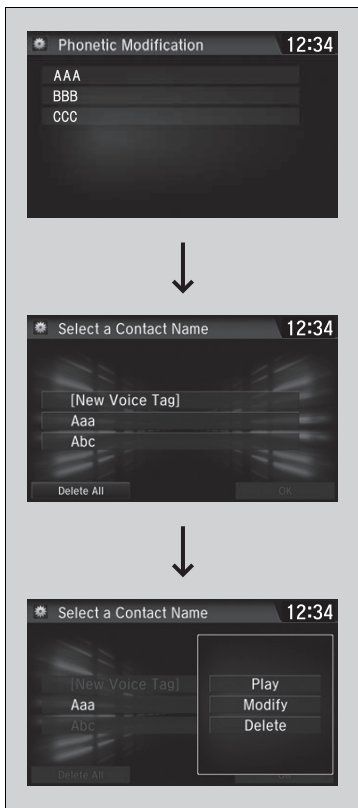 Phonetic Modification 12:34
AAA
BBB
CCC
Select a Contact Name 12:34
[New Voice Tag]
Aaa
Abc
Delete All OK
Select a Contact Name 12:34
[New Voice Tag] Play
Aaa Modify
Abc Delete
Delete All OK